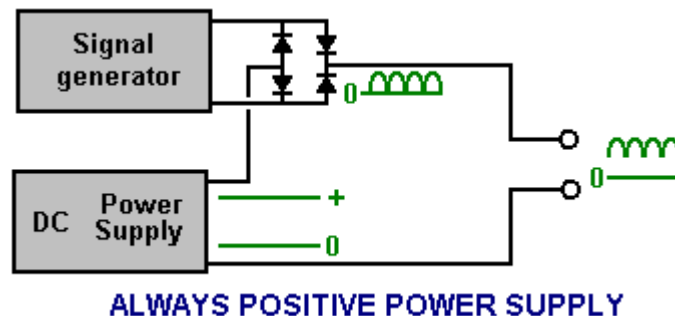 Signal
generator
0
0
DC Power
Supply
+
0
ALWAYS POSITIVE POWER SUPPLY